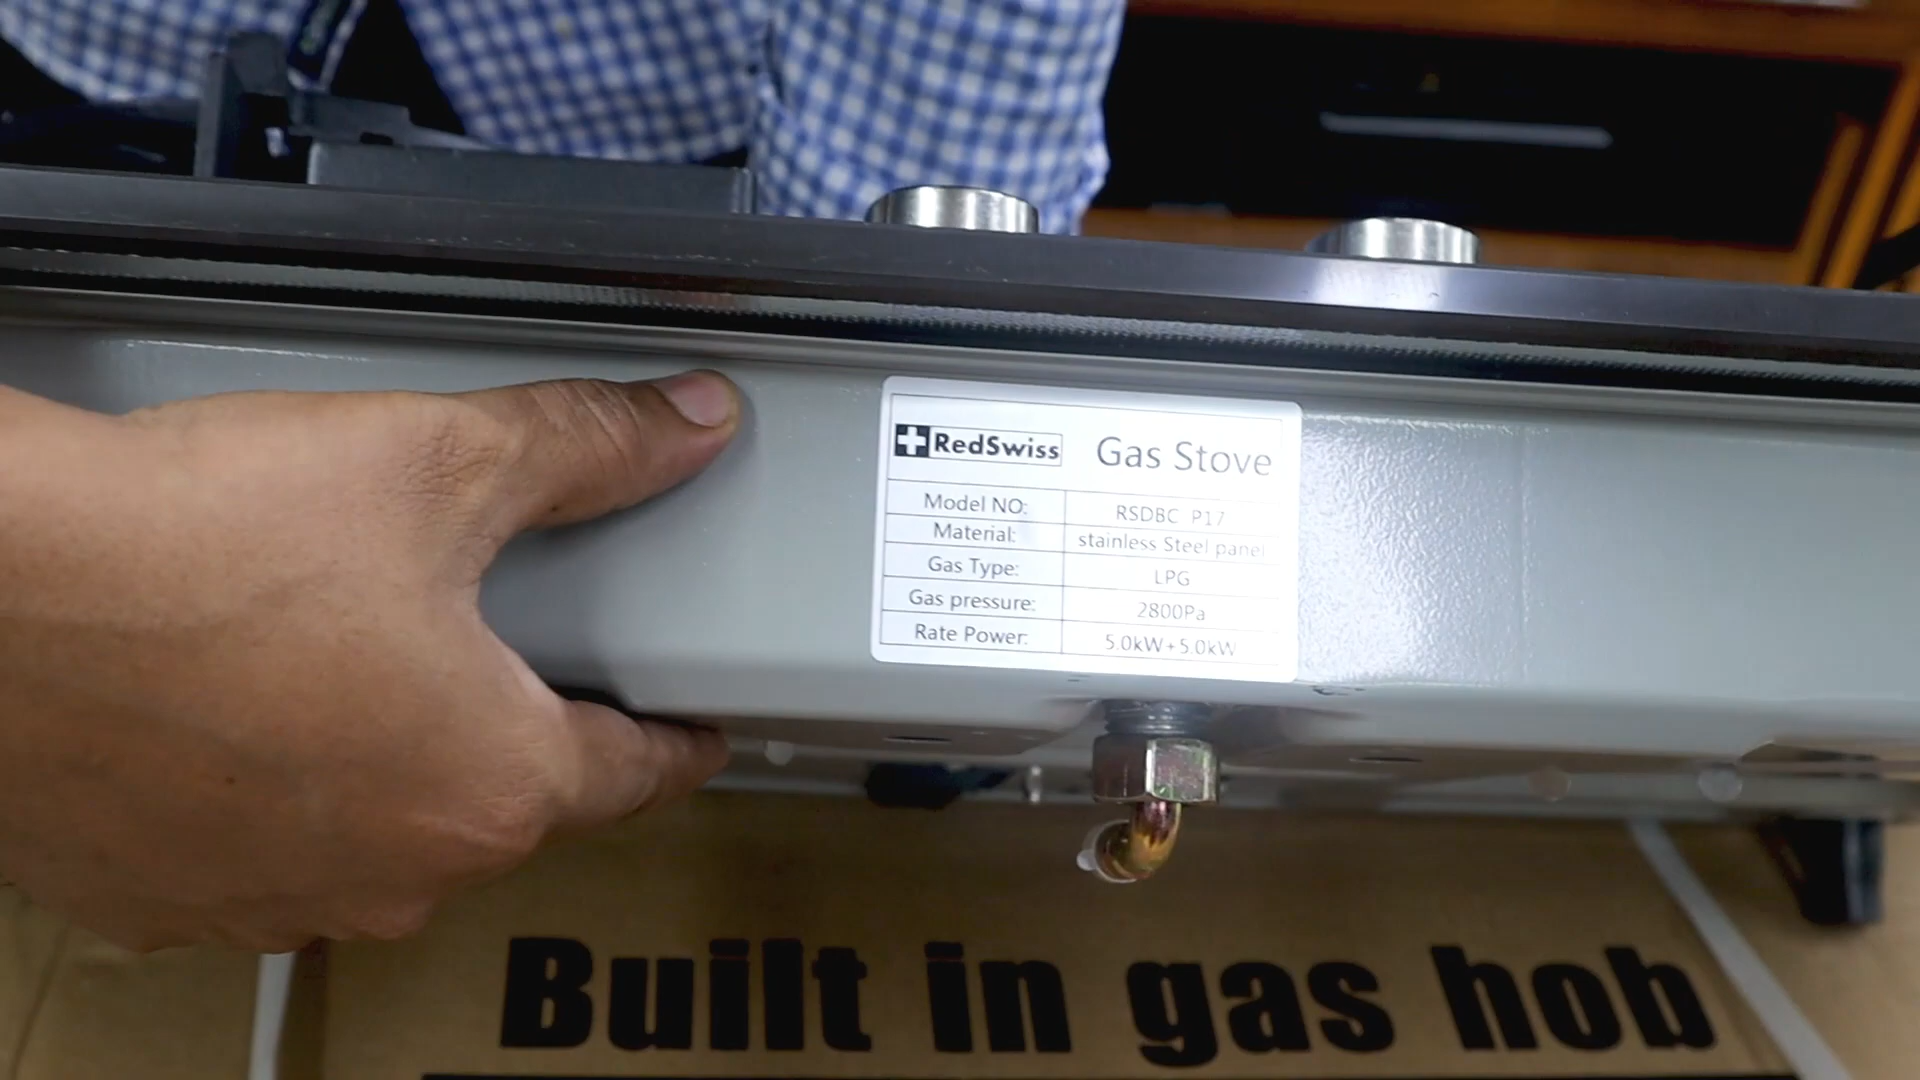 RedSwiss Gas Stove
Model NO: RSDBC P17
Material: stainless Steel panel
Gas Type: LPG
Gas pressure: 2800Pa
Rate Power: 5.0kW+5.0kW
Built in gas hob